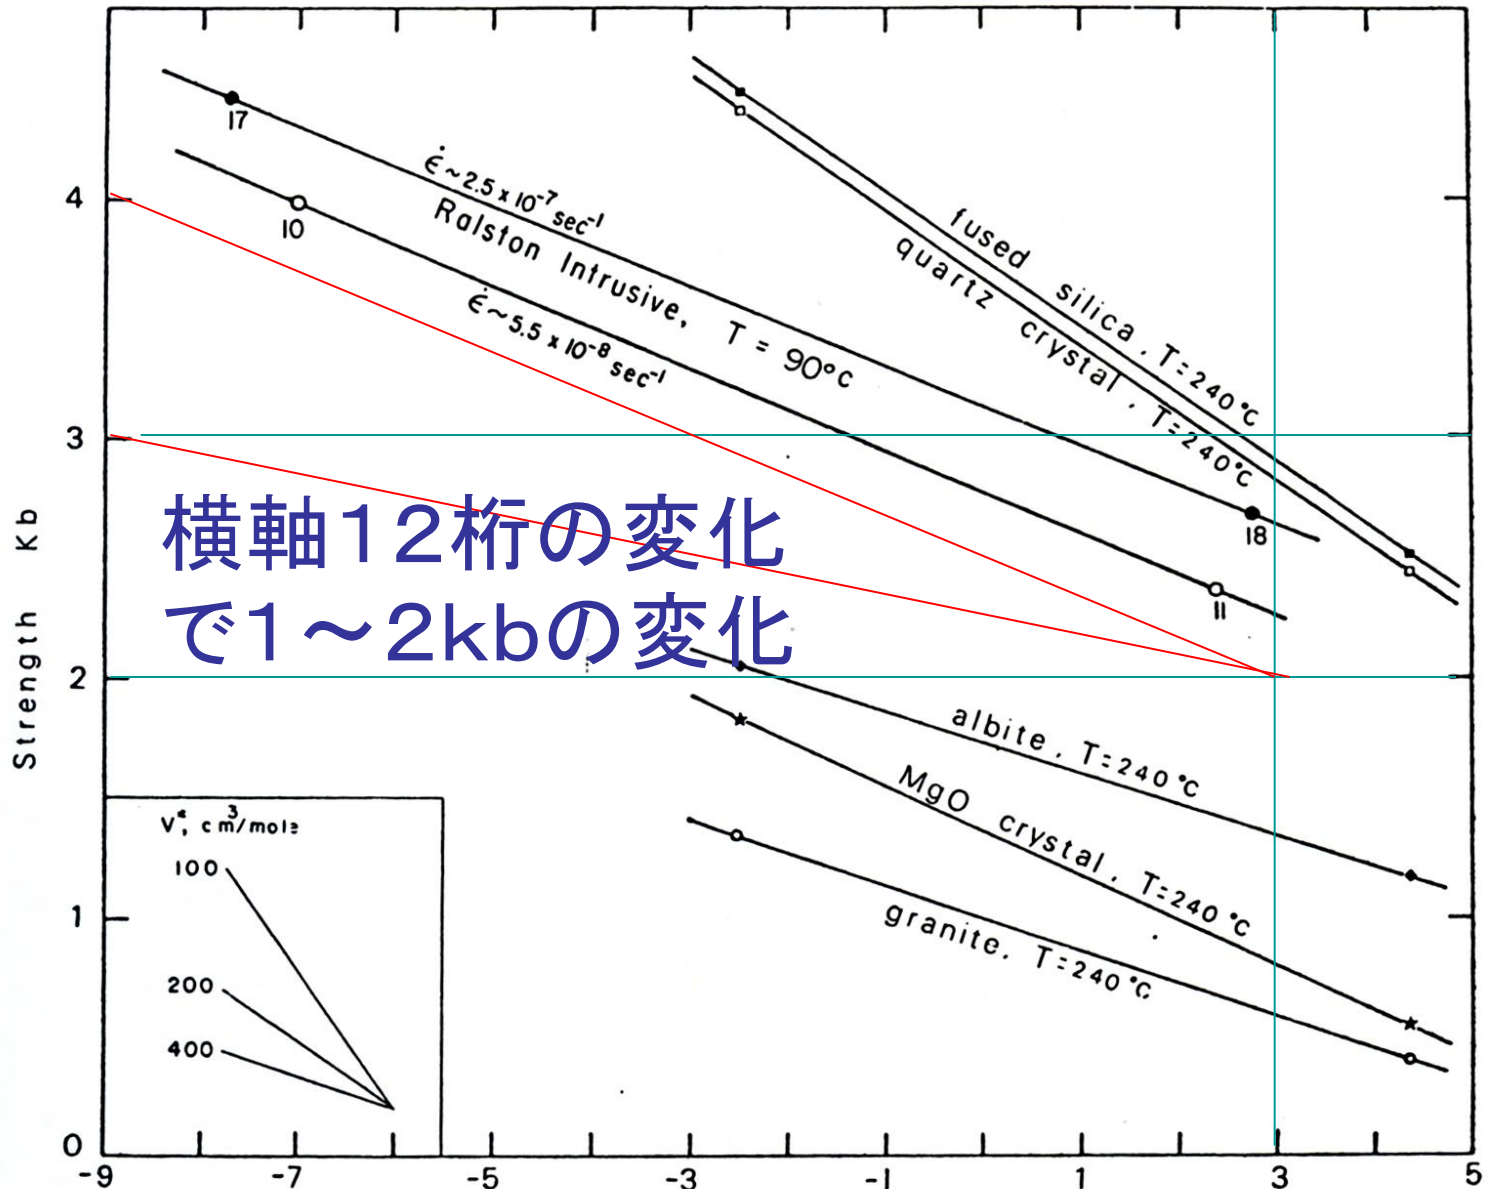 17
ε̇ ~ 2.5 x 10⁻⁷ sec⁻¹
4
10
Ralston Intrusive, T = 90°C
ε̇ ~ 5.5 x 10⁻⁸ sec⁻¹
fused silica, T=240°C
quartz crystal, T=240°C
3
横軸12桁の変化
で1～2kbの変化
18
11
Strength Kb
2
albite, T=240°C
MgO crystal, T=240°C
granite, T=240°C
V*, cm³/mole
100
200
400
1
0
-9 -7 -5 -3 -1 1 3 5